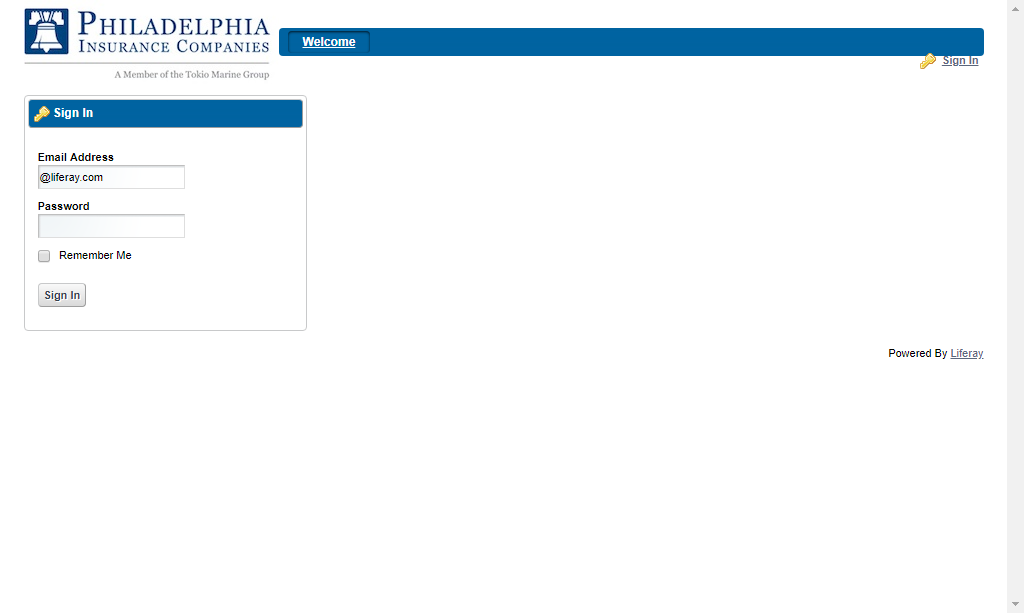 PHILADELPHIA
INSURANCE COMPANIES
A Member of the Tokio Marine Group
Welcome
Sign In
Sign In
Email Address
@liferay.com
Password
Remember Me
Sign In
Powered By Liferay